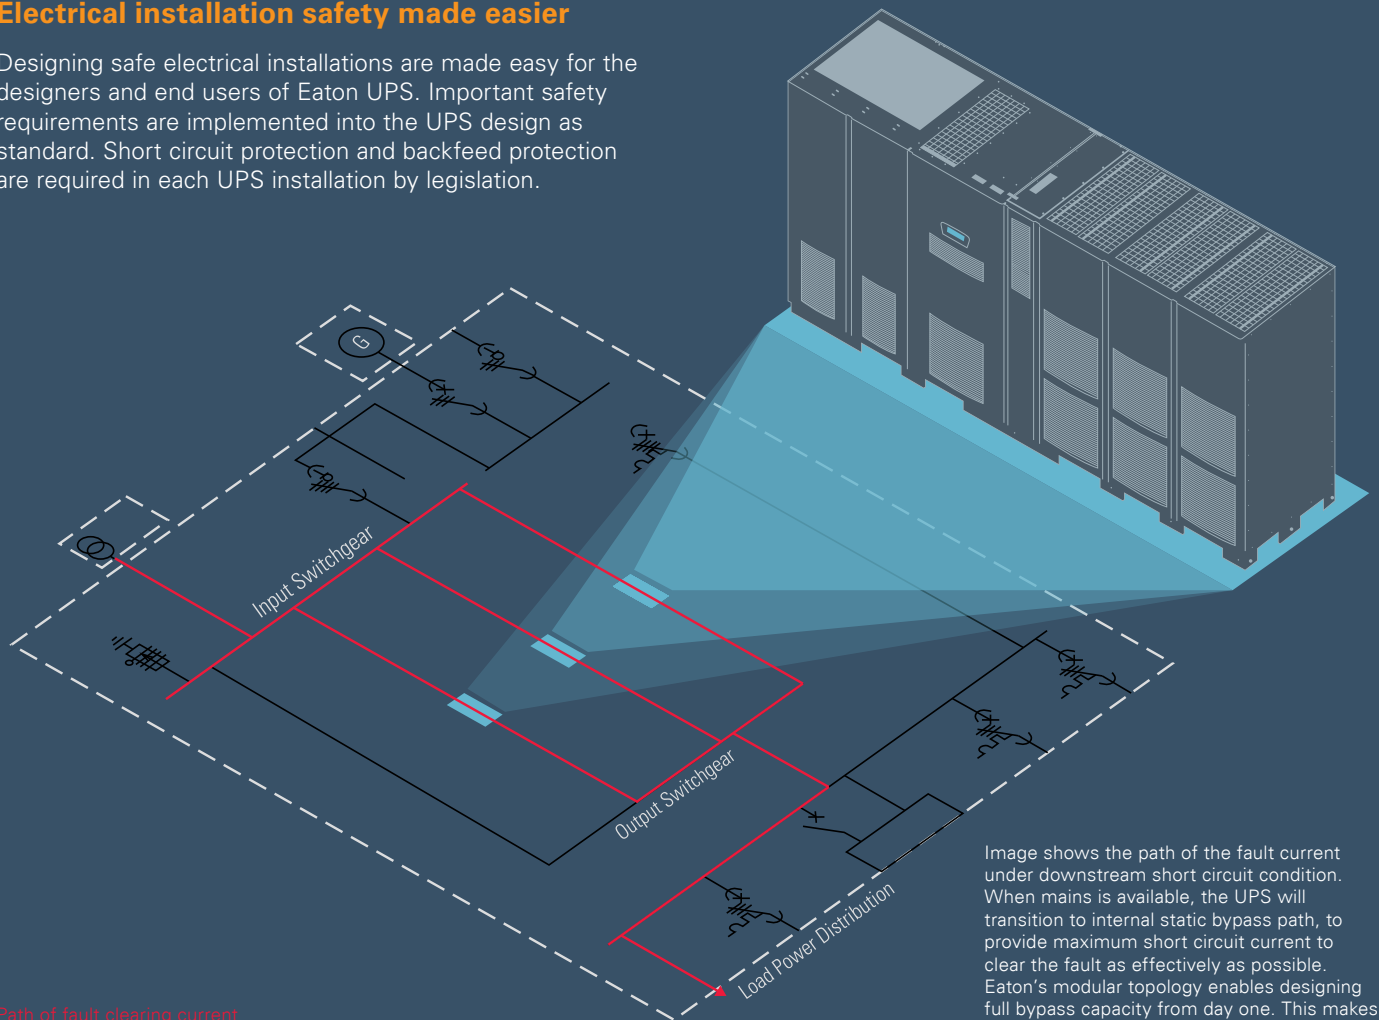 Electrical installation safety made easier
Designing safe electrical installations are made easy for the
designers and end users of Eaton UPS. Important safety
requirements are implemented into the UPS design as
standard. Short circuit protection and backfeed protection
are required in each UPS installation by legislation.
G
Input Switchgear
Output Switchgear
Load Power Distribution
Image shows the path of the fault current
under downstream short circuit condition.
When mains is available, the UPS will
transition to internal static bypass path, to
provide maximum short circuit current to
clear the fault as effectively as possible.
Eaton's modular topology enables designing
full bypass capacity from day one. This makes
Path of fault clearing current